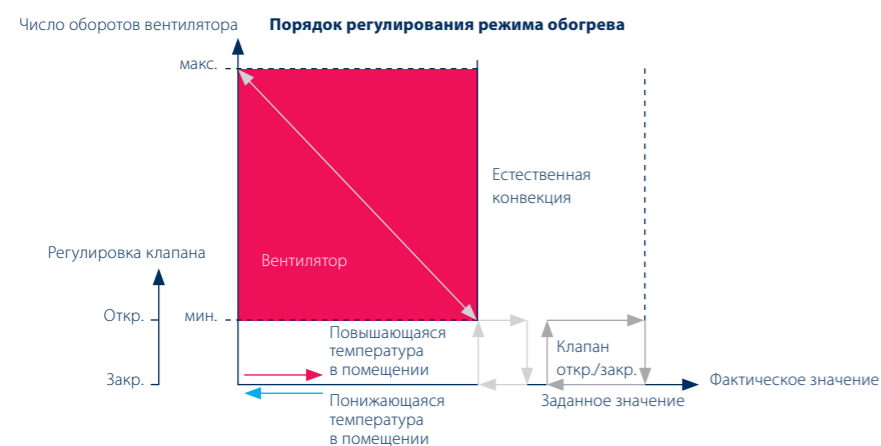 Число оборотов вентилятора
Порядок регулирования режима обогрева
макс.
Естественная
конвекция
Регулировка клапана
Вентилятор
Откр.
мин.
Повышающаяся
температура
в помещении
Клапан
откр./закр.
Закр.
Фактическое значение
Понижающаяся
температура
в помещении
Заданное значение